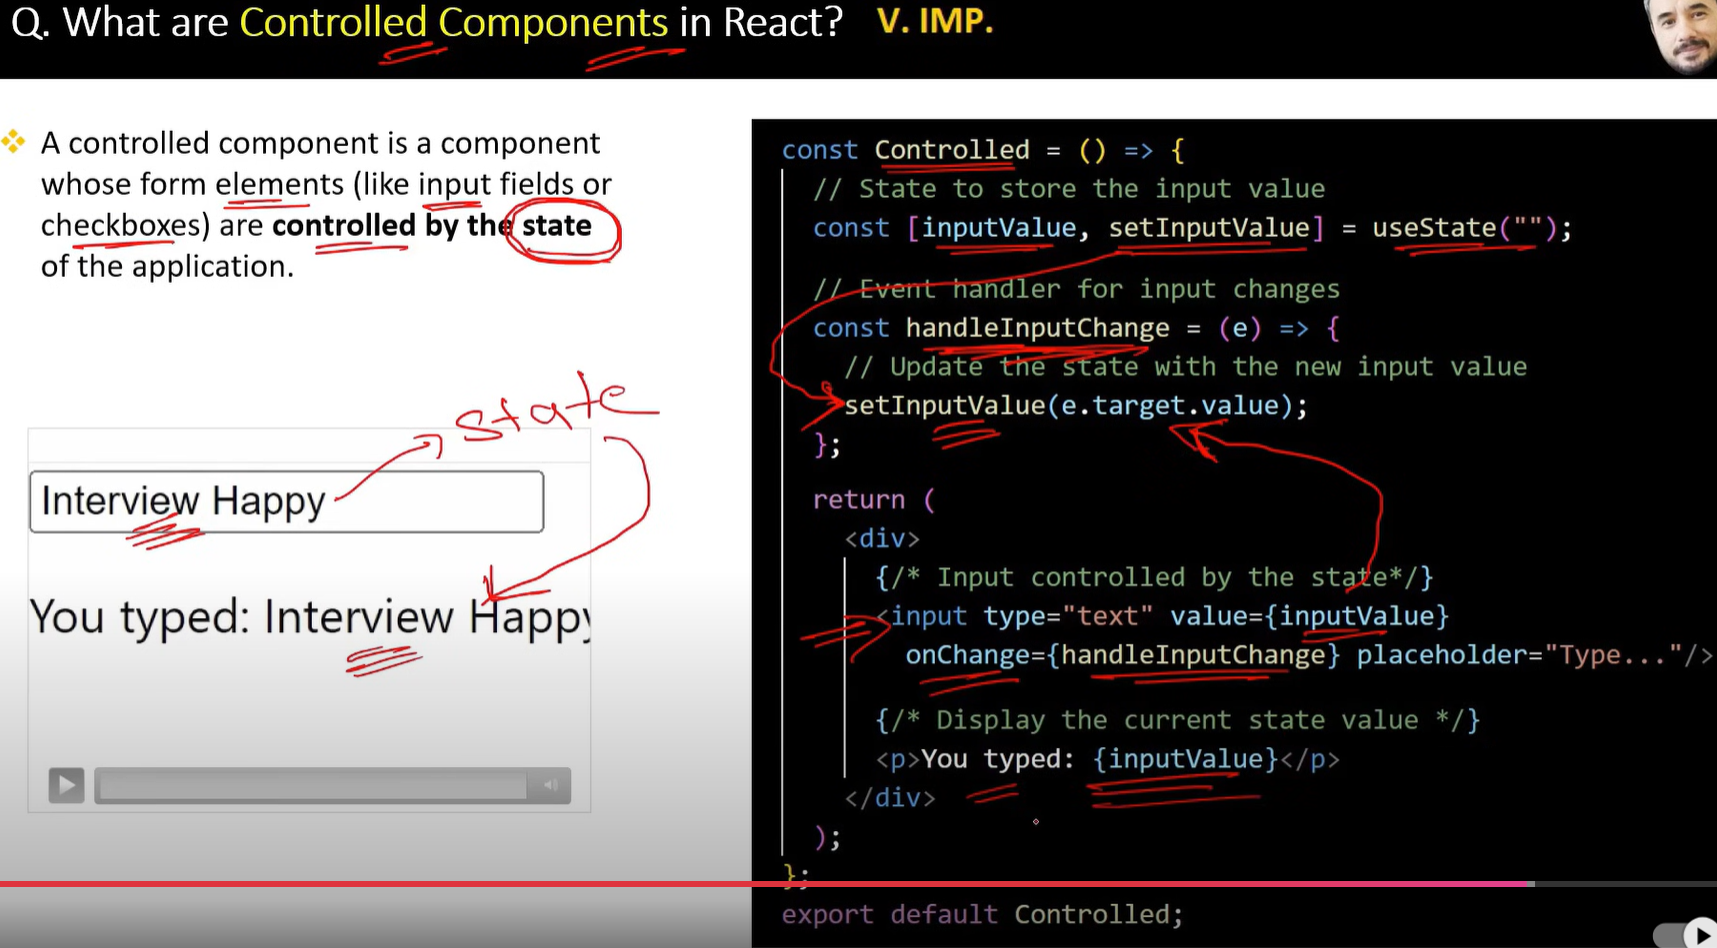 Q. What are Controlled Components in React? V. IMP.
❖ A controlled component is a component
whose form elements (like input fields or
checkboxes) are controlled by the state
of the application.
state
Interview Happy
You typed: Interview Happy
const Controlled = () => {
// State to store the input value
const [inputValue, setInputValue] = useState("");
// Event handler for input changes
const handleInputChange = (e) => {
// Update the state with the new input value
setInputValue(e.target.value);
};
return (
<div>
{/* Input controlled by the state*/}
<input type="text" value={inputValue}
onChange={handleInputChange} placeholder="Type..."/>
{/* Display the current state value */}
<p>You typed: {inputValue}</p>
</div>
);
};
export default Controlled;